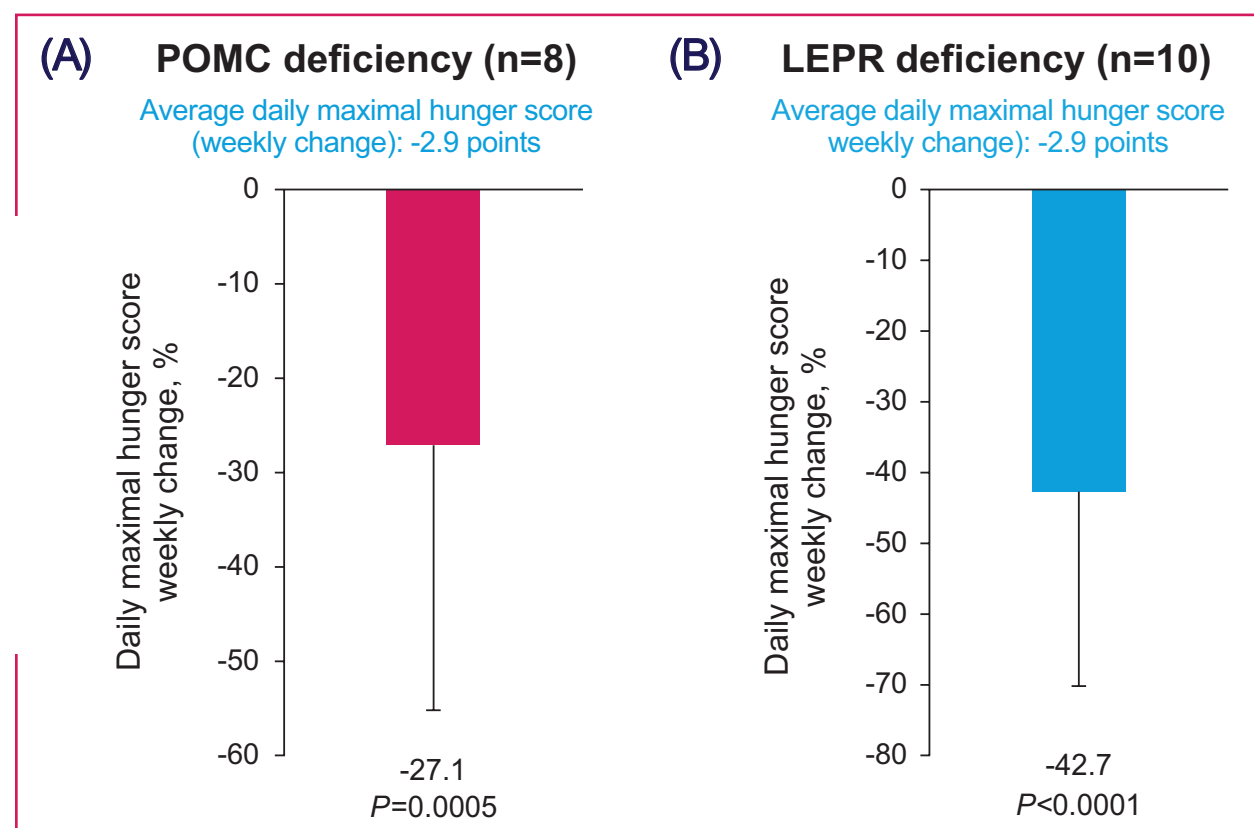 (A) POMC deficiency (n=8)
Average daily maximal hunger score
(weekly change): -2.9 points
0
-10
-20
-30
-40
-50
-60
Daily maximal hunger score
weekly change, %
-27.1
P=0.0005
(B) LEPR deficiency (n=10)
Average daily maximal hunger score
weekly change): -2.9 points
0
-10
-20
-30
-40
-50
-60
-70
-80
Daily maximal hunger score
weekly change, %
-42.7
P<0.0001